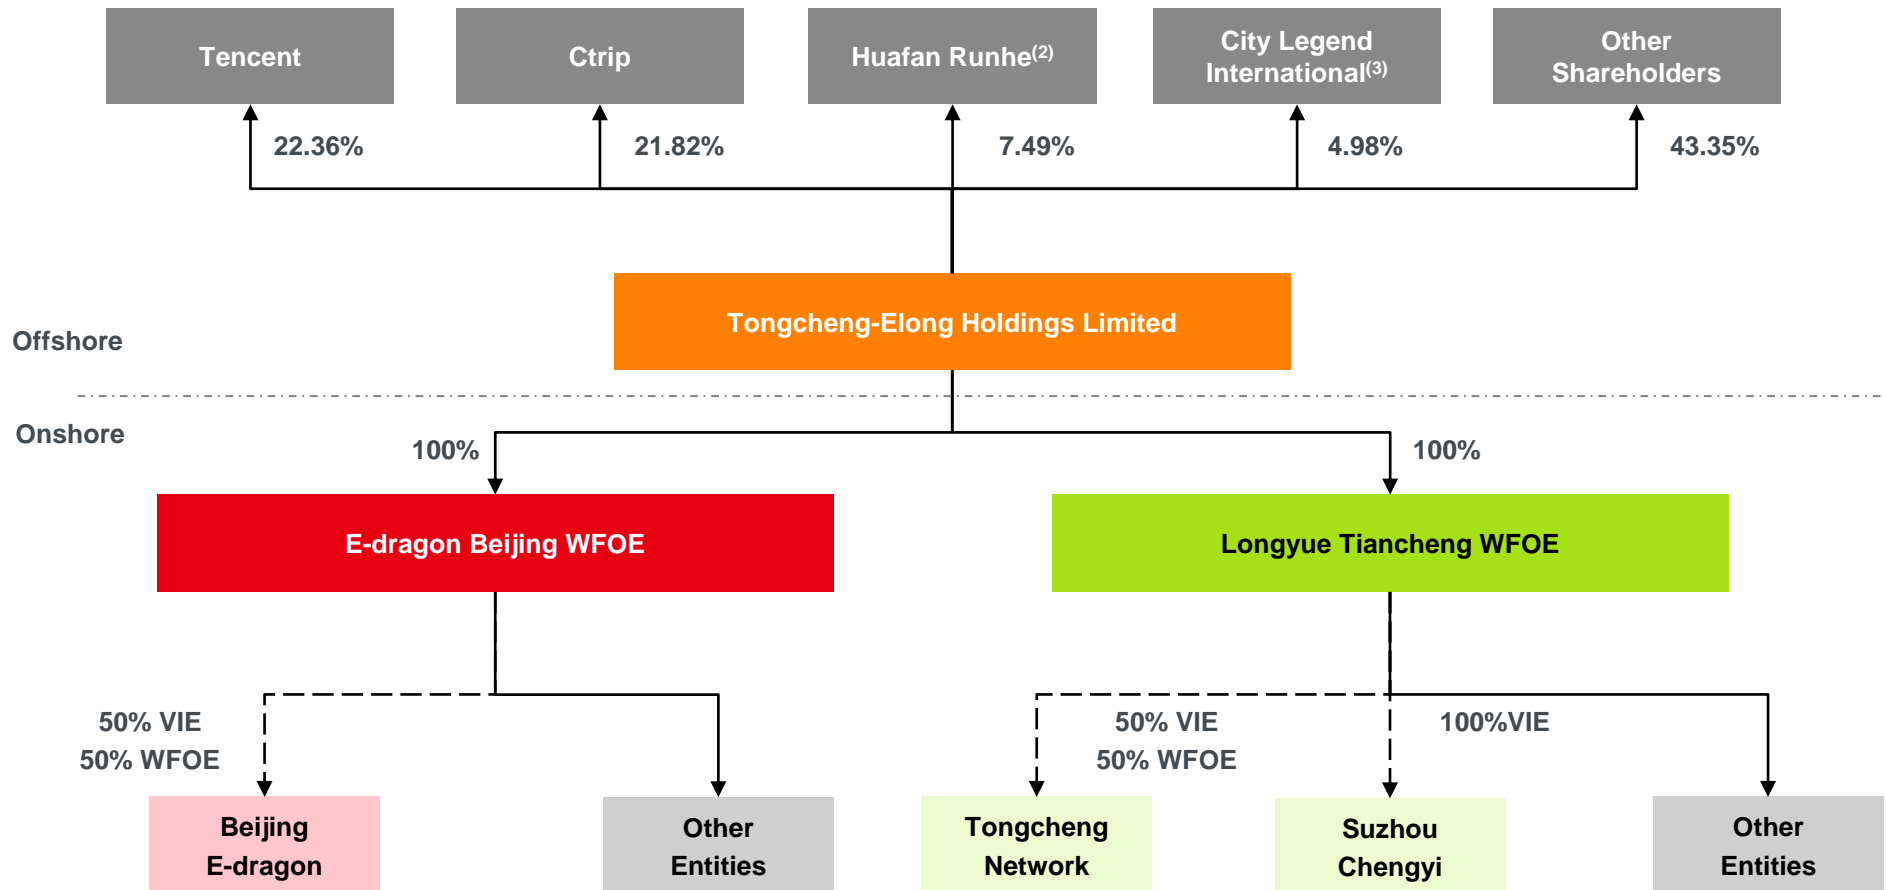 Tencent
Ctrip
Huafan Runhe(2)
City Legend
International(3)
Other
Shareholders
22.36%
21.82%
7.49%
4.98%
43.35%
Tongcheng-Elong Holdings Limited
Offshore
Onshore
100%
100%
E-dragon Beijing WFOE
Longyue Tiancheng WFOE
50% VIE
50% WFOE
50% VIE
50% WFOE
100%VIE
Beijing
E-dragon
Other
Entities
Tongcheng
Network
Suzhou
Chengyi
Other
Entities